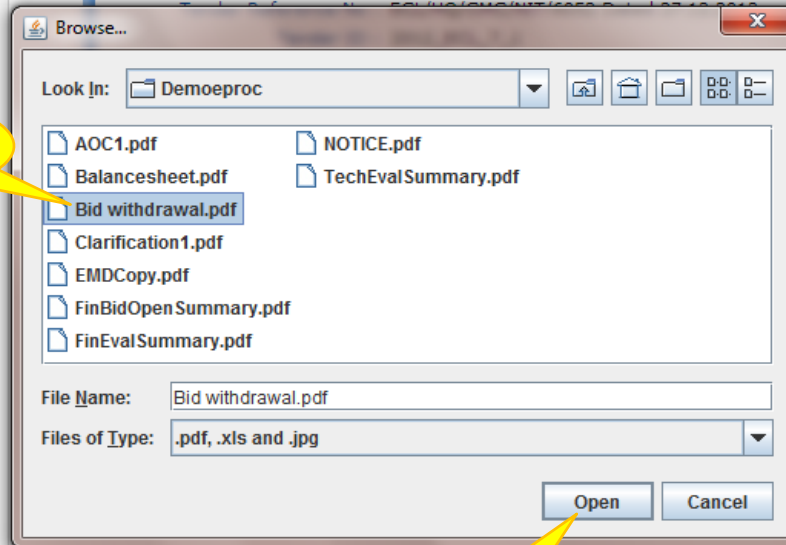 Browse...
Look In: Demoeproc
AOC1.pdf
Balancesheet.pdf
Bid withdrawal.pdf
Clarification1.pdf
EMDCopy.pdf
FinBidOpenSummary.pdf
FinEvalSummary.pdf
NOTICE.pdf
TechEvalSummary.pdf
File Name: Bid withdrawal.pdf
Files of Type: .pdf, .xls and .jpg
Open Cancel